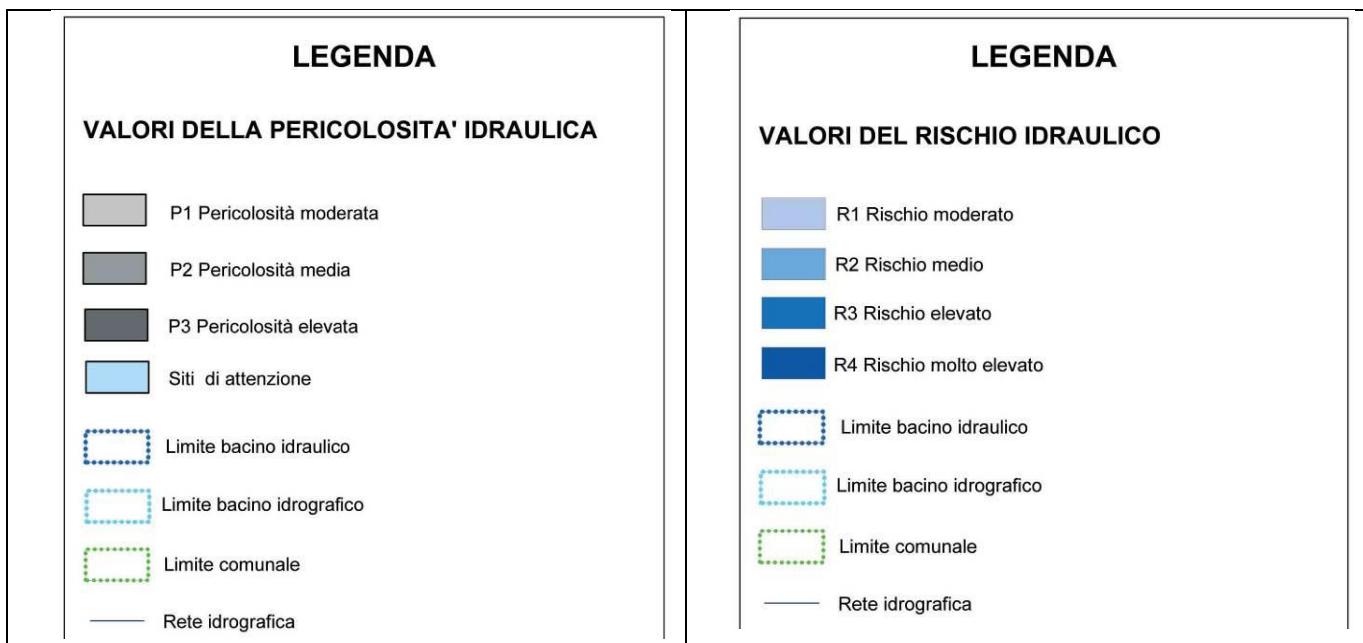 LEGENDA
VALORI DELLA PERICOLOSITA' IDRAULICA
P1 Pericolosità moderata
P2 Pericolosità media
P3 Pericolosità elevata
Siti di attenzione
Limite bacino idraulico
Limite bacino idrografico
Limite comunale
Rete idrografica
LEGENDA
VALORI DEL RISCHIO IDRAULICO
R1 Rischio moderato
R2 Rischio medio
R3 Rischio elevato
R4 Rischio molto elevato
Limite bacino idraulico
Limite bacino idrografico
Limite comunale
Rete idrografica